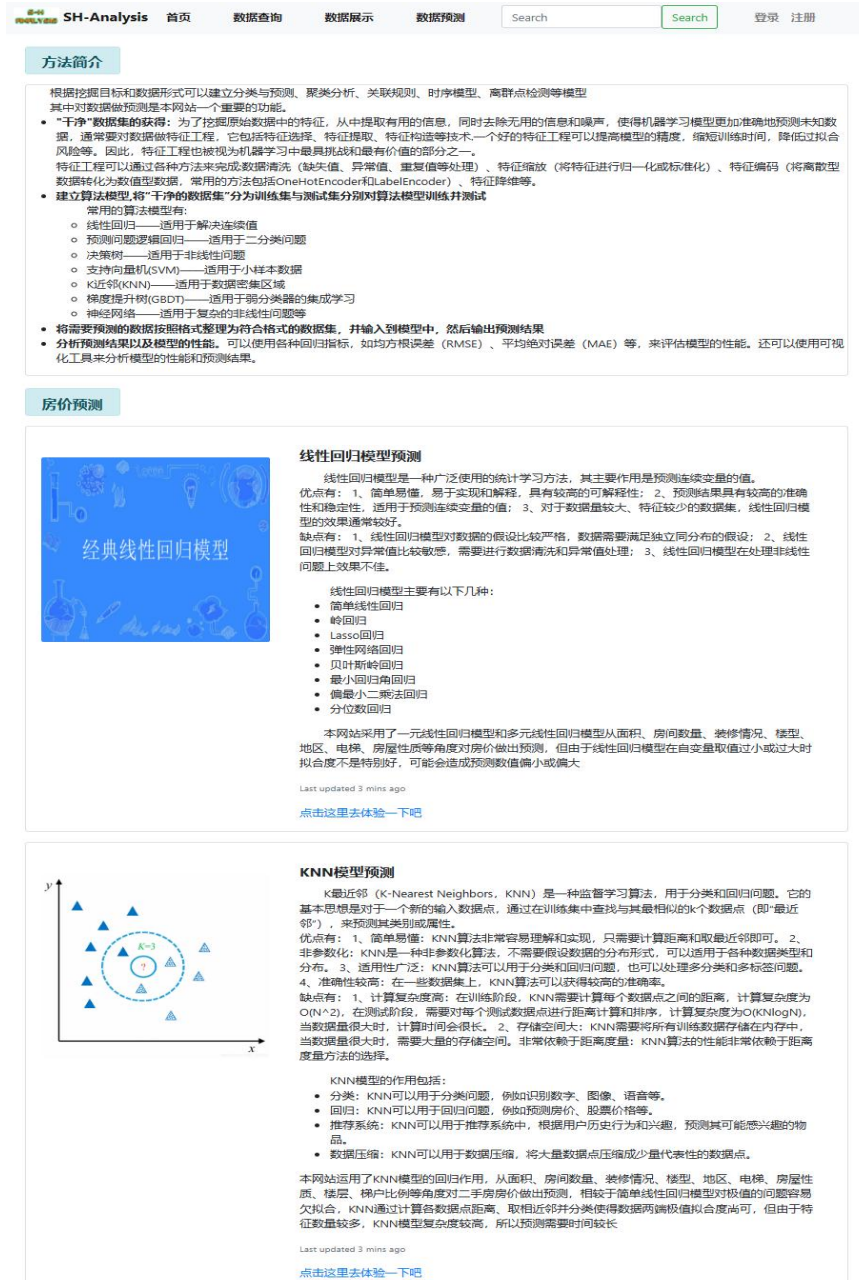 S-H
ANALYSIS SH-Analysis 首页 数据查询 数据展示 数据预测 Search Search 登录 注册
方法简介
根据挖掘目标和数据形式可以建立分类与预测、聚类分析、关联规则、时序模型、离群点检测等模型
其中对数据做预测是本网站一个重要的功能。
• "干净"数据集的获得：为了挖掘原始数据中的特征，从中提取有用的信息，同时去除无用的信息和噪声，使得机器学习模型更加准确地预测未知数
据，通常要对数据做特征工程，它包括特征选择、特征提取、特征构造等技术.一个好的特征工程可以提高模型的精度，缩短训练时间，降低过拟合
风险等。因此，特征工程也被视为机器学习中最具挑战和最有价值的部分之一。
特征工程可以通过各种方法来完成:数据清洗（缺失值、异常值、重复值等处理）、特征缩放（将特征进行归一化或标准化）、特征编码（将离散型
数据转化为数值型数据，常用的方法包括OneHotEncoder和LabelEncoder）、特征降维等。
• 建立算法模型,将"干净的数据集"分为训练集与测试集分别对算法模型训练并测试
常用的算法模型有:
○ 线性回归——适用于解决连续值
○ 预测问题逻辑回归——适用于二分类问题
○ 决策树——适用于非线性问题
○ 支持向量机(SVM)——适用于小样本数据
○ K近邻(KNN)——适用于数据密集区域
○ 梯度提升树(GBDT)——适用于弱分类器的集成学习
○ 神经网络——适用于复杂的非线性问题等
• 将需要预测的数据按照格式整理为符合格式的数据集，并输入到模型中，然后输出预测结果
• 分析预测结果以及模型的性能。可以使用各种回归指标，如均方根误差（RMSE）、平均绝对误差（MAE）等，来评估模型的性能。还可以使用可视
化工具来分析模型的性能和预测结果。
房价预测
经典线性回归模型
线性回归模型预测
线性回归模型是一种广泛使用的统计学习方法，其主要作用是预测连续变量的值。
优点有： 1、简单易懂，易于实现和解释，具有较高的可解释性； 2、预测结果具有较高的准确
性和稳定性，适用于预测连续变量的值； 3、对于数据量较大、特征较少的数据集，线性回归模
型的效果通常较好。
缺点有： 1、线性回归模型对数据的假设比较严格，数据需要满足独立同分布的假设； 2、线性
回归模型对异常值比较敏感，需要进行数据清洗和异常值处理； 3、线性回归模型在处理非线性
问题上效果不佳。
线性回归模型主要有以下几种：
• 简单线性回归
• 岭回归
• Lasso回归
• 弹性网络回归
• 贝叶斯岭回归
• 最小回归角回归
• 偏最小二乘法回归
• 分位数回归
本网站采用了一元线性回归模型和多元线性回归模型从面积、房间数量、装修情况、楼型、
地区、电梯、房屋性质等角度对房价做出预测，但由于线性回归模型在自变量取值过小或过大时
拟合度不是特别好，可能会造成预测数值偏小或偏大
Last updated 3 mins ago
点击这里去体验一下吧
y
K=3
?
x
KNN模型预测
K最近邻（K-Nearest Neighbors，KNN）是一种监督学习算法，用于分类和回归问题。它的
基本思想是对于一个新的输入数据点，通过在训练集中查找与其最相似的k个数据点（即"最近
邻"），来预测其类别或属性。
优点有： 1、简单易懂：KNN算法非常容易理解和实现，只需要计算距离和取最近邻即可。 2、
非参数化：KNN是一种非参数化算法，不需要假设数据的分布形式，可以适用于各种数据类型和
分布。 3、适用性广泛：KNN算法可以用于分类和回归问题，也可以处理多分类和多标签问题。
4、准确性较高：在一些数据集上，KNN算法可以获得较高的准确率。
缺点有： 1、计算复杂度高：在训练阶段，KNN需要计算每个数据点之间的距离，计算复杂度为
O(N^2)，在测试阶段，需要对每个测试数据点进行距离计算和排序，计算复杂度为O(KNlogN)，
当数据量很大时，计算时间会很长。 2、存储空间大：KNN需要将所有训练数据存储在内存中，
当数据量很大时，需要大量的存储空间。非常依赖于距离度量：KNN算法的性能非常依赖于距离
度量方法的选择。
KNN模型的作用包括：
• 分类：KNN可以用于分类问题，例如识别数字、图像、语音等。
• 回归：KNN可以用于回归问题，例如预测房价、股票价格等。
• 推荐系统：KNN可以用于推荐系统中，根据用户历史行为和兴趣，预测其可能感兴趣的物
品。
• 数据压缩：KNN可以用于数据压缩，将大量数据点压缩成少量代表性的数据点。
本网站运用了KNN模型的回归作用，从面积、房间数量、装修情况、楼型、地区、电梯、房屋性
质、楼层、梯户比例等角度对二手房房价做出预测，相较于简单线性回归模型对极值的问题容易
欠拟合，KNN通过计算各数据点距离、取相近邻并分类使得数据两端极值拟合度尚可，但由于特
征数量较多，KNN模型复杂度较高，所以预测需要时间较长
Last updated 3 mins ago
点击这里去体验一下吧